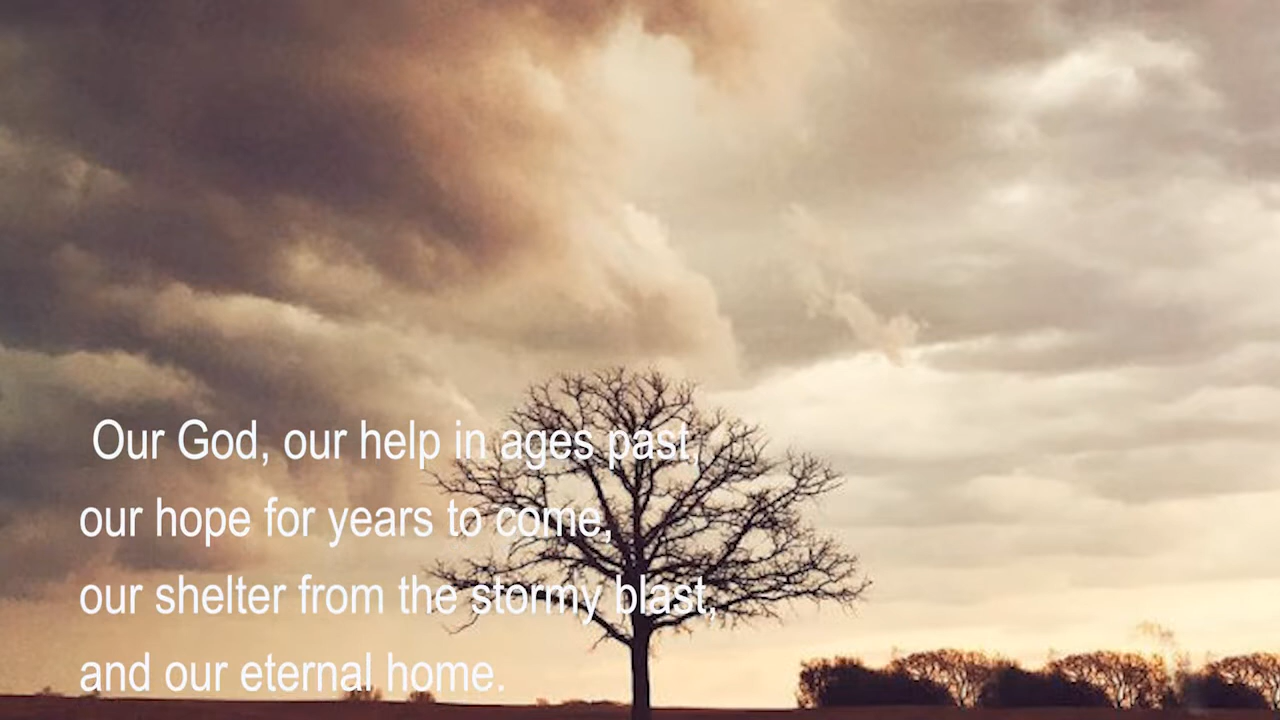 Our God, our help in ages past,
our hope for years to come,
our shelter from the stormy blast,
and our eternal home.